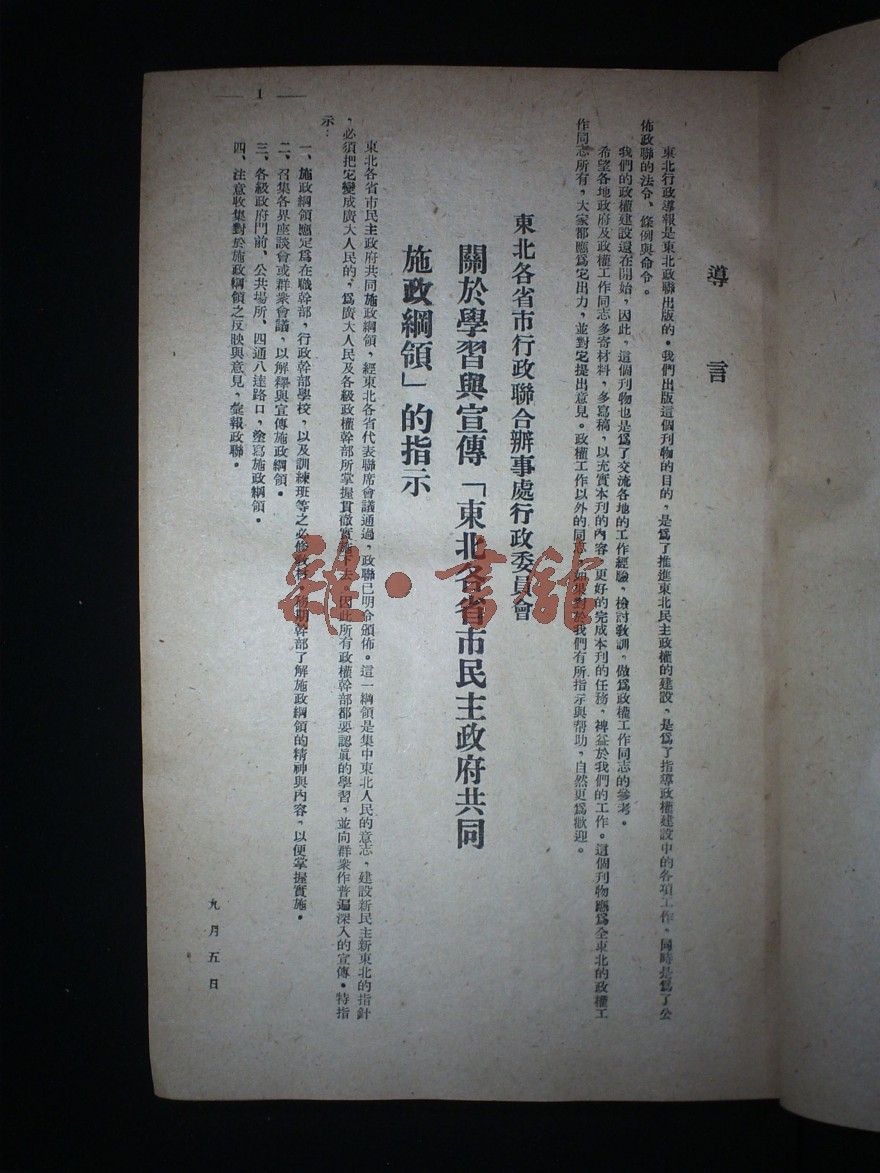 導言
東北行政導報是東北政聯出版的。我們出版這個刊物的目的，是爲了推進東北民主政權的建設，是爲了指導政權建設中的各項工作，同時是爲了公
佈政聯的法令、條例與命令。
我們的政權建設還在開始，因此，這個刊物也是爲了交流各地的工作經驗，檢討敎訓，做爲政權工作同志的參考。
希望各地政府及政權工作同志多寄材料，多寫稿，以充實本刊的內容，更好的完成本刊的任務，裨益於我們的工作。這個刊物應爲全東北的政權工
作同志所有，大家都應爲它出力，並對它提出意見。政權工作以外的同志，如果對於我們有所指示與帮助，自然更爲歡迎。
東北各省市行政聯合辦事處行政委員會
關於學習與宣傳「東北各省市民主政府共同
施政綱領」的指示
東北各省市民主政府共同施政綱領，經東北各省代表聯席會議通過，政聯已明令頒佈。這一綱領是集中東北人民的意志，建設新民主新東北的指針
，必須把它變成廣大人民的，爲廣大人民及各級政權幹部所掌握貫徹實施下去，因此所有政權幹部都要認眞的學習，並向群衆作普遍深入的宣傳。特指
示：
一、施政綱領應定爲在職幹部，行政幹部學校，以及訓練班等之必修敎材，務期幹部了解施政綱領的精神與內容，以便掌握實施。
二、召集各界座談會或群衆會議，以解釋與宣傳施政綱領。
三、各級政府門前、公共場所、四通八達路口，塗寫施政綱領。
四、注意收集對於施政綱領之反映與意見，彙報政聯。
九月五日
— 1 —
雜·書舘